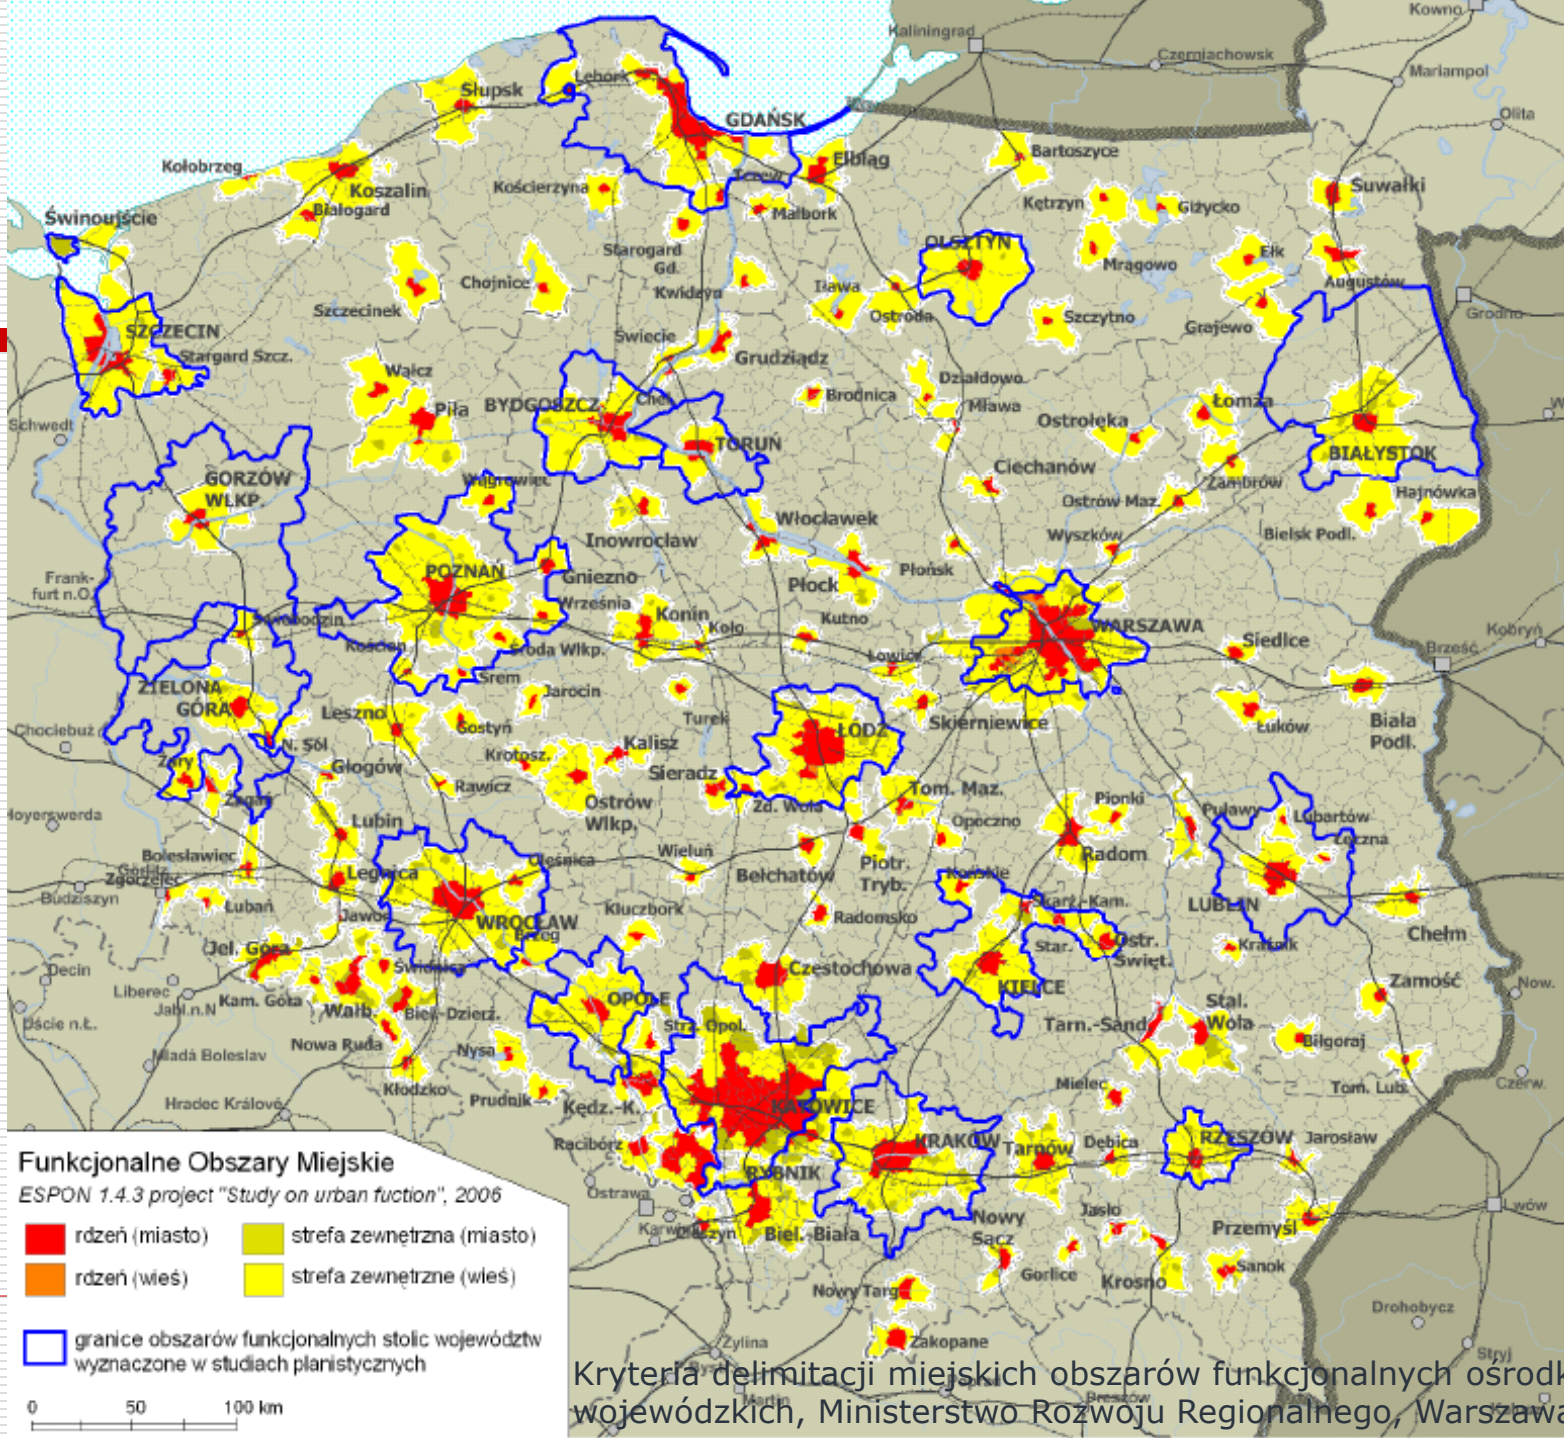 Kowno
Kaliningrad
Czerniachowsk
Mariampol
Olita
Lębork
Słupsk
GDAŃSK
Elbląg
Bartoszyce
Kołobrzeg
Koszalin
Kościerzyna
Tczew
Suwałki
Białogard
Malbork
Kętrzyn
Giżycko
Świnoujście
Starogard
Gd.
OLSZTYN
Mrągowo
Ełk
Szczecinek
Chojnice
Kwidzyn
Iława
Augustów
Ostróda
Szczytno
Grajewo
Grodno
SZCZECIN
Stargard Szcz.
Świecie
Grudziądz
Wałcz
Działdowo
Brodnica
Mława
Piła
BYDGOSZCZ
Cheł
Ostrołęka
Łomża
Schwedt
TORUŃ
BIAŁYSTOK
GORZÓW
WLKP.
Wągrowiec
Ciechanów
Ostrów Maz.
Zambrów
Hajnówka
Włocławek
Inowrocław
Wyszków
Bielsk Podl.
Frank-
furt n.O.
POZNAŃ
Gniezno
Płock
Płońsk
Września
Konin
Koło
Kutno
WARSZAWA
Siedlce
Kobryń
Brześć
Świebodzin
Kościan
Środa Wlkp.
Łowicz
ZIELONA
GÓRA
Śrem
Jarocin
Turek
Leszno
Gostyń
Skierniewice
Łuków
Biała
Podl.
Chociebuż
N. Sól
Krotosz.
Kalisz
ŁÓDŹ
Żary
Głogów
Rawicz
Sieradz
Żagań
Ostrów
Wlkp.
Zd. Wola
Tom. Maz.
Pionki
Puławy
Lubartów
Hoyerswerda
Lubin
Opoczno
Łęczna
Bolesławiec
Oleśnica
Wieluń
Bełchatów
Piotr.
Tryb.
Radom
Görlitz
Zgorzelec
Legnica
Końskie
Budziszyn
Lubań
Jawor
WROCŁAW
Kluczbork
Radomsko
Skarż.-Kam.
LUBLIN
Jel. Góra
Brzeg
Star.
Ostr.
Święt.
Kraśnik
Chełm
Decin
Świdnica
Częstochowa
KIELCE
Zamość
Liberec
Jabl.n.N
Kam. Góra
Wałb.
Biel.-Dzierż.
OPOLE
Now.
Uście n.Ł.
Strz. Opol.
Tarn.-Sand.
Stal.
Wola
Nowa Ruda
Nysa
Biłgoraj
Mladá Boleslav
Kłodzko
Prudnik
Kędz.-K.
Mielec
Tom. Lub.
Czerw.
Hradec Králové
KATOWICE
Racibórz
KRAKÓW
Tarnów
Dębica
RZESZÓW
Jarosław
RYBNIK
Ostrawa
Karwina
Cieszyn
Biel.-Biała
Nowy
Sącz
Jasło
Przemyśl
Lwów
Gorlice
Krosno
Sanok
Nowy Targ
Drohobycz
Żylina
Zakopane
Stryj
Martin
Poprad
Preszów
Funkcjonalne Obszary Miejskie
ESPON 1.4.3 project "Study on urban fuction", 2006
rdzeń (miasto)
strefa zewnętrzna (miasto)
rdzeń (wieś)
strefa zewnętrzne (wieś)
granice obszarów funkcjonalnych stolic województw
wyznaczone w studiach planistycznych
0 50 100 km
Kryteria delimitacji miejskich obszarów funkcjonalnych ośrodk
wojewódzkich, Ministerstwo Rozwoju Regionalnego, Warszawa